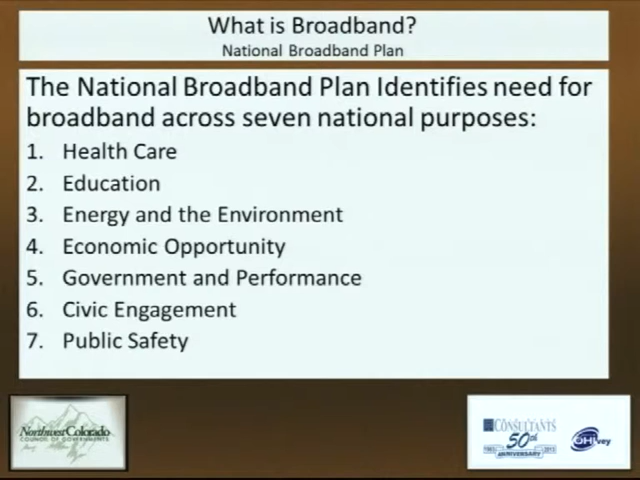 What is Broadband?
National Broadband Plan
The National Broadband Plan Identifies need for
broadband across seven national purposes:
1. Health Care
2. Education
3. Energy and the Environment
4. Economic Opportunity
5. Government and Performance
6. Civic Engagement
7. Public Safety
Northwest Colorado
COUNCIL OF GOVERNMENTS
CONSULTANTS
50th
ANNIVERSARY